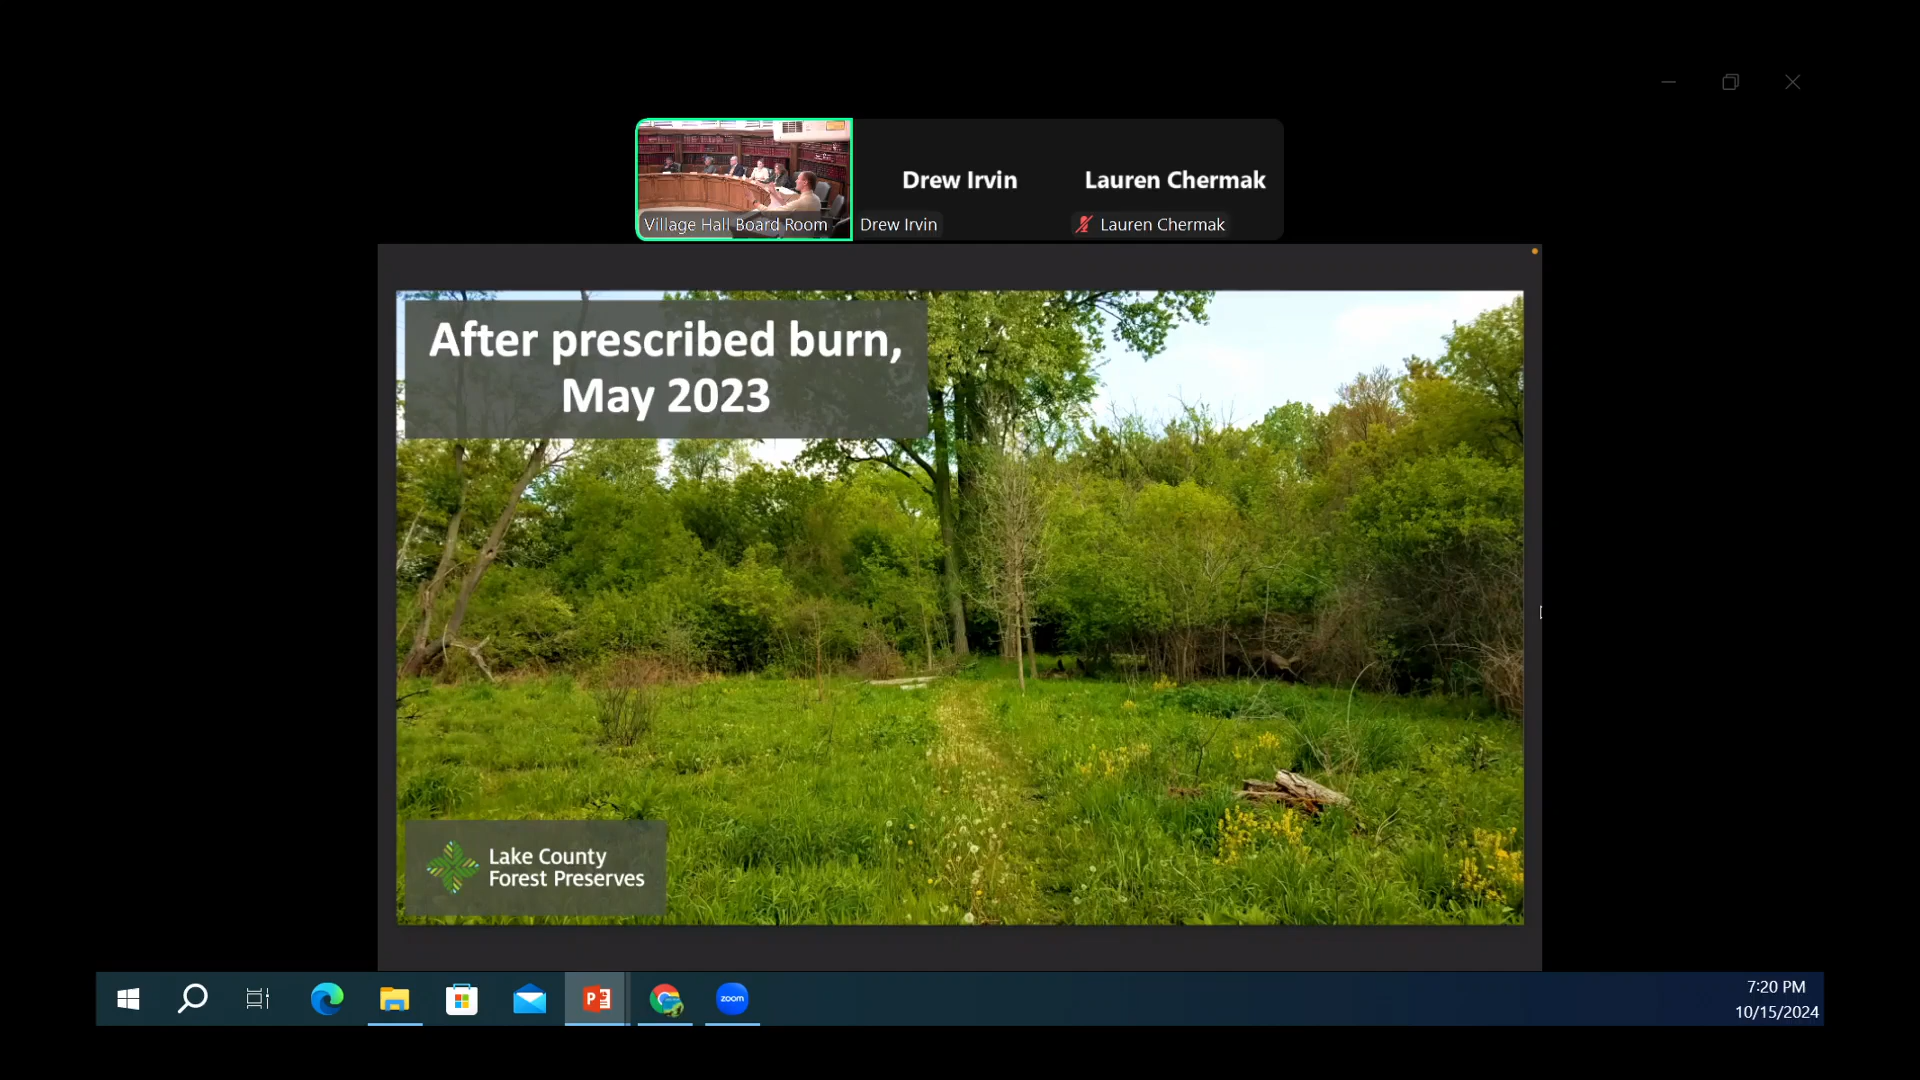 Drew Irvin
Lauren Chermak
Village Hall Board Room
Drew Irvin
Lauren Chermak
After prescribed burn,
May 2023
Lake County
Forest Preserves
zoom
7:20 PM
10/15/2024